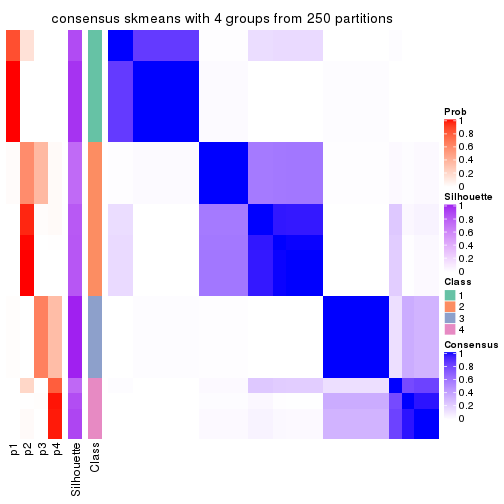 consensus skmeans with 4 groups from 250 partitions
Prob
1
0.8
0.6
0.4
0.2
0
Silhouette
1
0.8
0.6
0.4
0.2
0
Class
1
2
3
4
Consensus
1
0.8
0.6
0.4
0.2
0
p1
p2
p3
p4
Silhouette
Class